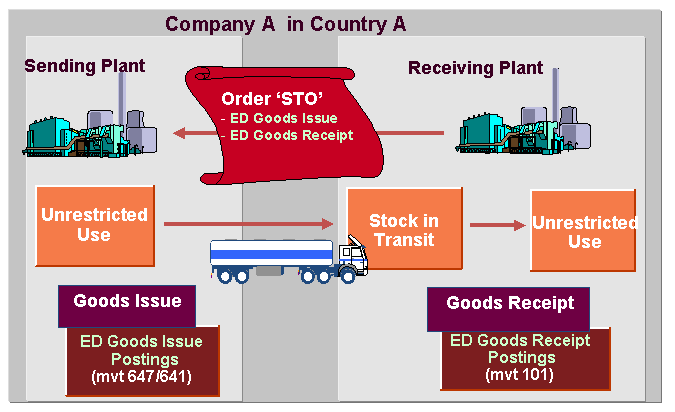 Company A in Country A
Sending Plant
Receiving Plant
Order ‘STO’
- ED Goods Issue
- ED Goods Receipt
Unrestricted
Use
Stock in
Transit
Unrestricted
Use
Goods Issue
ED Goods Issue
Postings
(mvt 647/641)
Goods Receipt
ED Goods Receipt
Postings
(mvt 101)